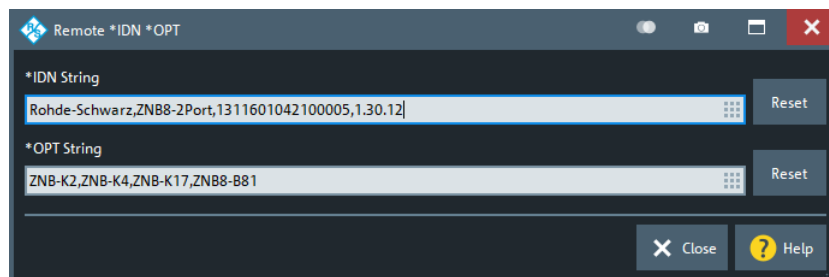 Remote *IDN *OPT
*IDN String
Rohde-Schwarz,ZNB8-2Port,1311601042100005,1.30.12
Reset
*OPT String
ZNB-K2,ZNB-K4,ZNB-K17,ZNB8-B81
Reset
Close
? Help